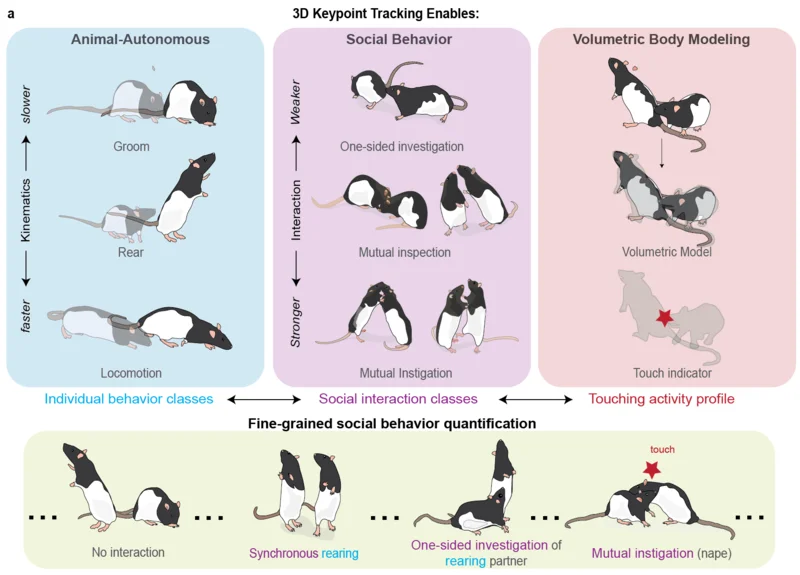 a
3D Keypoint Tracking Enables:
Animal-Autonomous
slower
Kinematics
faster
Groom
Rear
Locomotion
Individual behavior classes
Social Behavior
Weaker
Interaction
Stronger
One-sided investigation
Mutual inspection
Mutual Instigation
Social interaction classes
Volumetric Body Modeling
Volumetric Model
Touch indicator
Touching activity profile
Fine-grained social behavior quantification
No interaction
Synchronous rearing
One-sided investigation of
rearing partner
touch
Mutual instigation (nape)